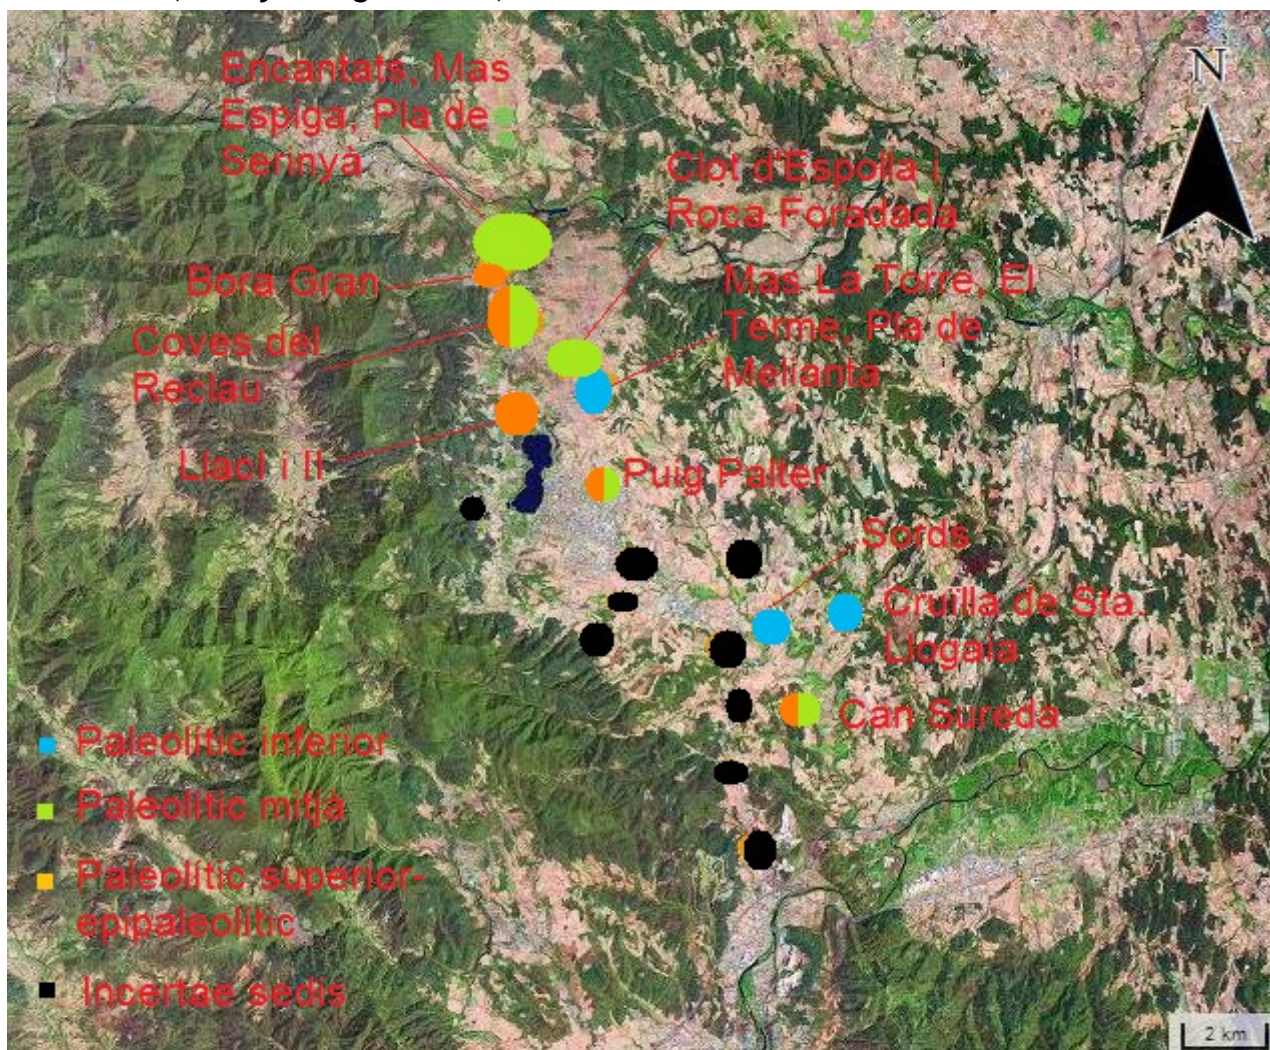 Encantats, Mas
Espiga, Pla de
Serinyà
N
Clot d'Espolla i
Roca Foradada
Bora Gran
Mas La Torre, El
Terme, Pla de
Melianta
Coves del
Reclau
LlacI i II
Puig Palter
Sords
Cruilla de Sta.
Llogaia
Can Sureda
Paleolític inferior
Paleolític mitjà
Paleolític superior-
epipaleolític
Incertae sedis
2 km